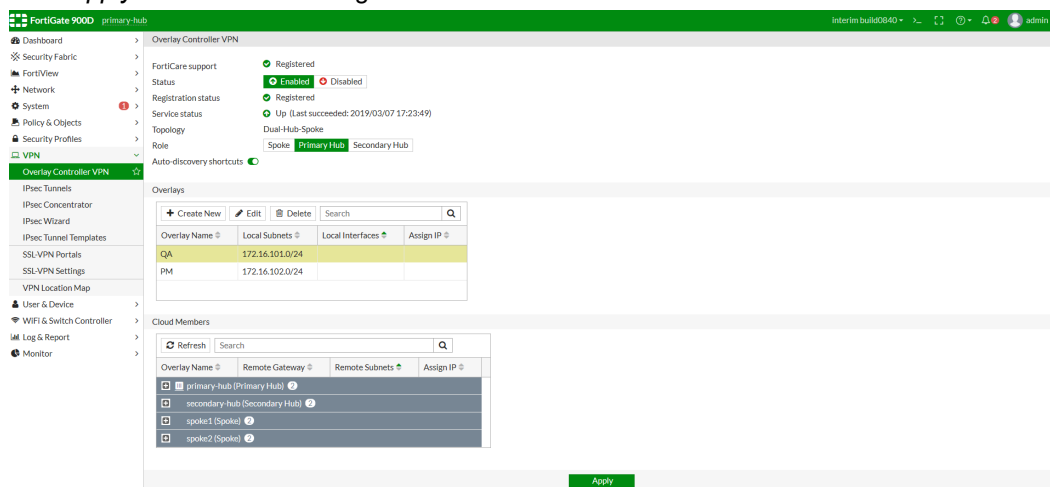 FortiGate 900D primary-hub
interim build0840 >_ admin
2
Dashboard
Security Fabric
FortiView
Network
System 1
Policy & Objects
Security Profiles
VPN
Overlay Controller VPN
IPsec Tunnels
IPsec Concentrator
IPsec Wizard
IPsec Tunnel Templates
SSL-VPN Portals
SSL-VPN Settings
VPN Location Map
User & Device
WiFi & Switch Controller
Log & Report
Monitor
Overlay Controller VPN
FortiCare support Registered
Status Enabled Disabled
Registration status Registered
Service status Up (Last succeeded: 2019/03/07 17:23:49)
Topology Dual-Hub-Spoke
Role Spoke Primary Hub Secondary Hub
Auto-discovery shortcuts
Overlays
+ Create New Edit Delete Search
Overlay Name Local Subnets Local Interfaces Assign IP
QA 172.16.101.0/24
PM 172.16.102.0/24
Cloud Members
Refresh Search
Overlay Name Remote Gateway Remote Subnets Assign IP
primary-hub (Primary Hub) 2
secondary-hub (Secondary Hub) 2
spoke1 (Spoke) 2
spoke2 (Spoke) 2
Apply